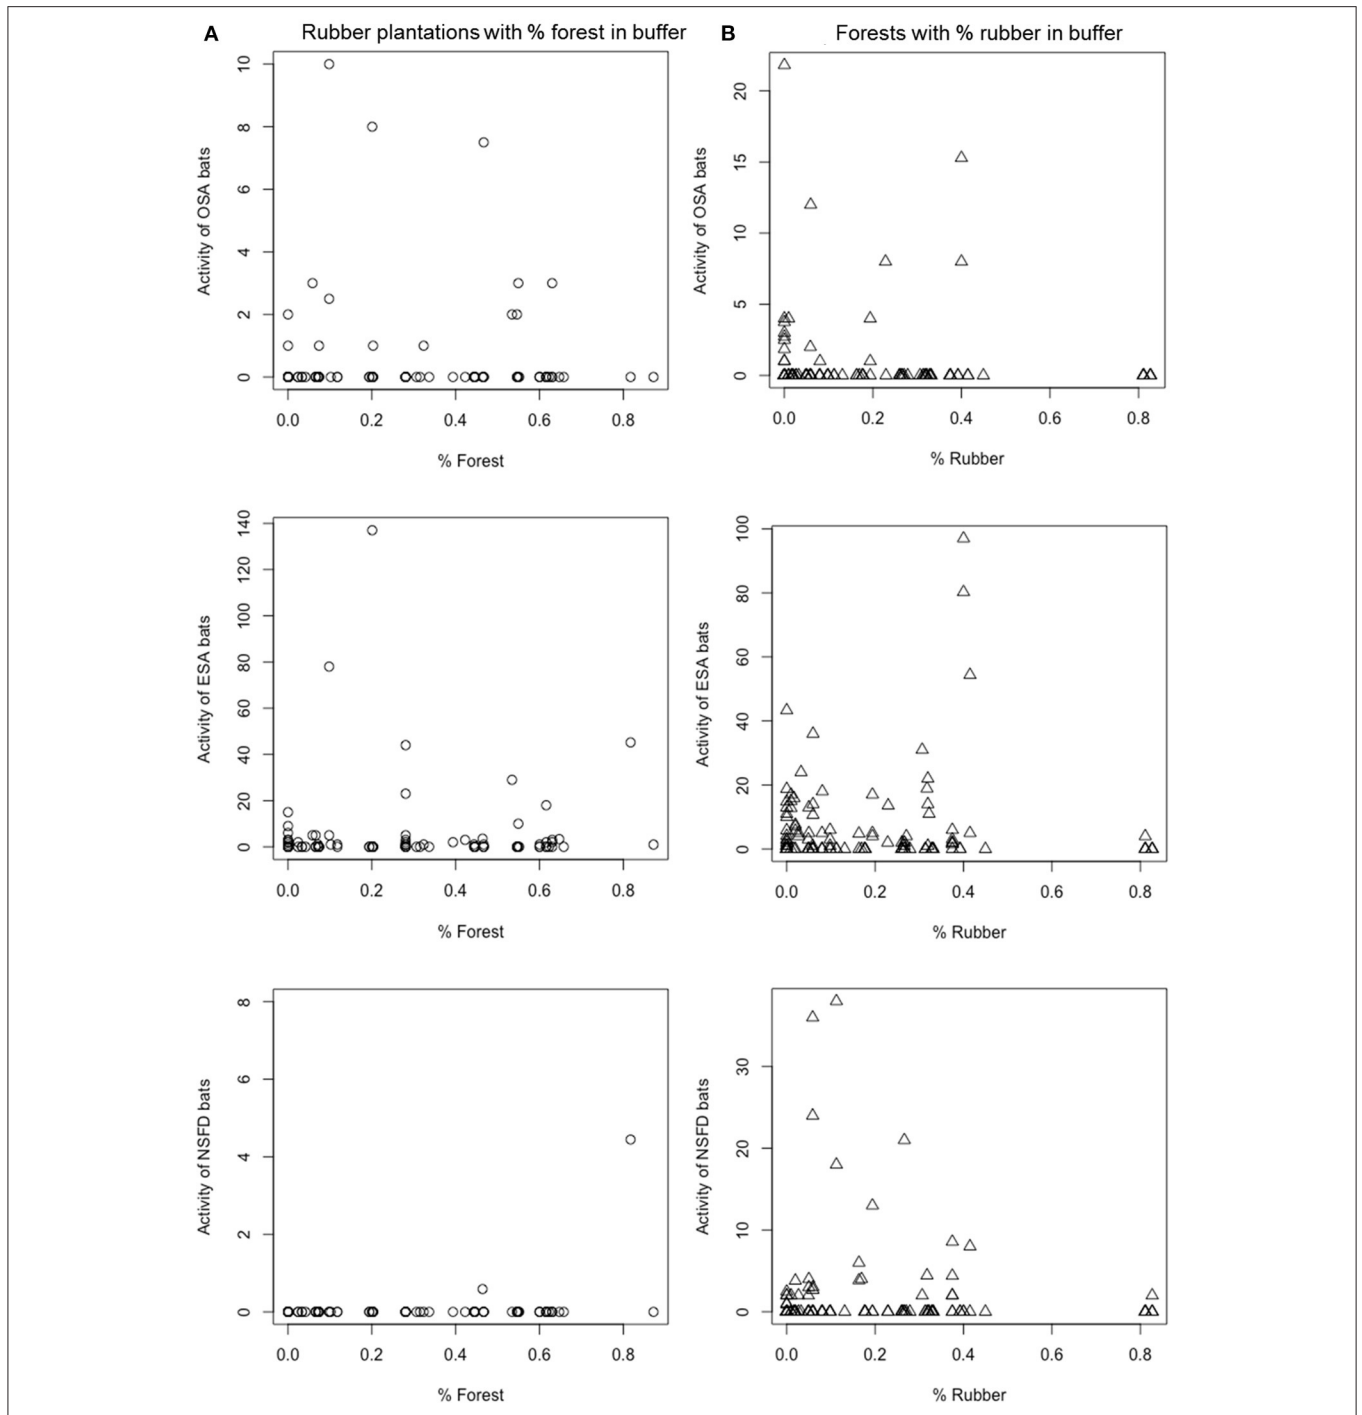 A Rubber plantations with % forest in buffer
B Forests with % rubber in buffer
Activity of OSA bats
10
8
6
4
2
0
0.0 0.2 0.4 0.6 0.8
% Forest
Activity of OSA bats
20
15
10
5
0
0.0 0.2 0.4 0.6 0.8
% Rubber
Activity of ESA bats
140
120
100
80
60
40
20
0
0.0 0.2 0.4 0.6 0.8
% Forest
Activity of ESA bats
100
80
60
40
20
0
0.0 0.2 0.4 0.6 0.8
% Rubber
Activity of NSFD bats
8
6
4
2
0
0.0 0.2 0.4 0.6 0.8
% Forest
Activity of NSFD bats
30
20
10
0
0.0 0.2 0.4 0.6 0.8
% Rubber